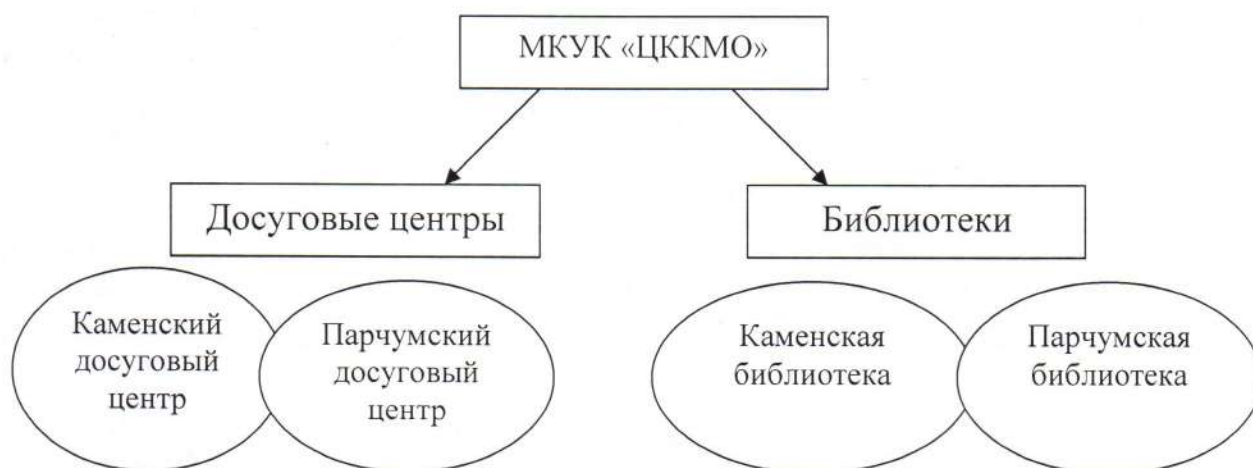 МКУК «ЦККМО»
Досуговые центры
Библиотеки
Каменский
досуговый
центр
Парчумский
досуговый
центр
Каменская
библиотека
Парчумская
библиотека